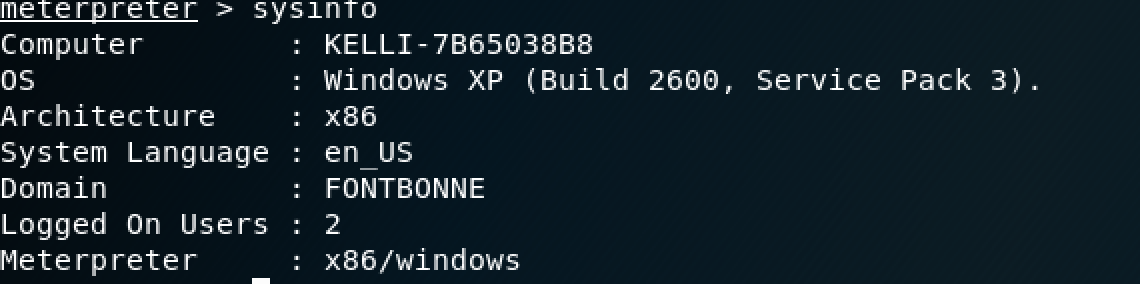 meterpreter > sysinfo
Computer        : KELLI-7B65038B8
OS              : Windows XP (Build 2600, Service Pack 3).
Architecture    : x86
System Language : en_US
Domain          : FONTBONNE
Logged On Users : 2
Meterpreter     : x86/windows